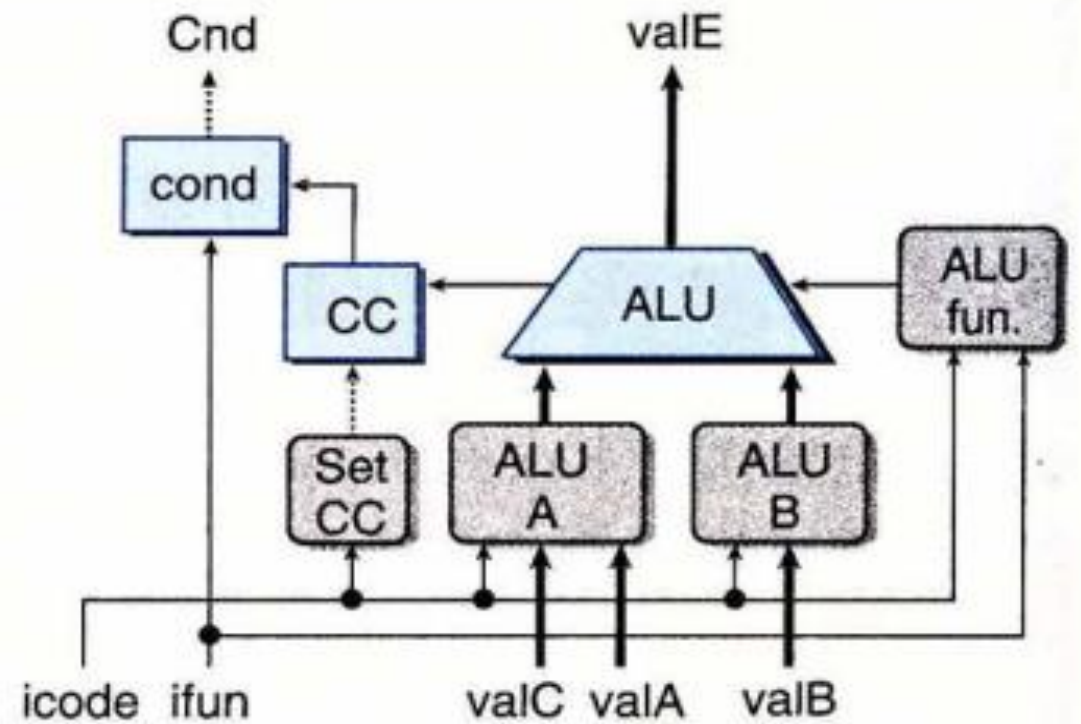 Cnd
valE
cond
ALU
fun.
CC
ALU
Set
CC
ALU
A
ALU
B
icode
ifun
valC
valA
valB